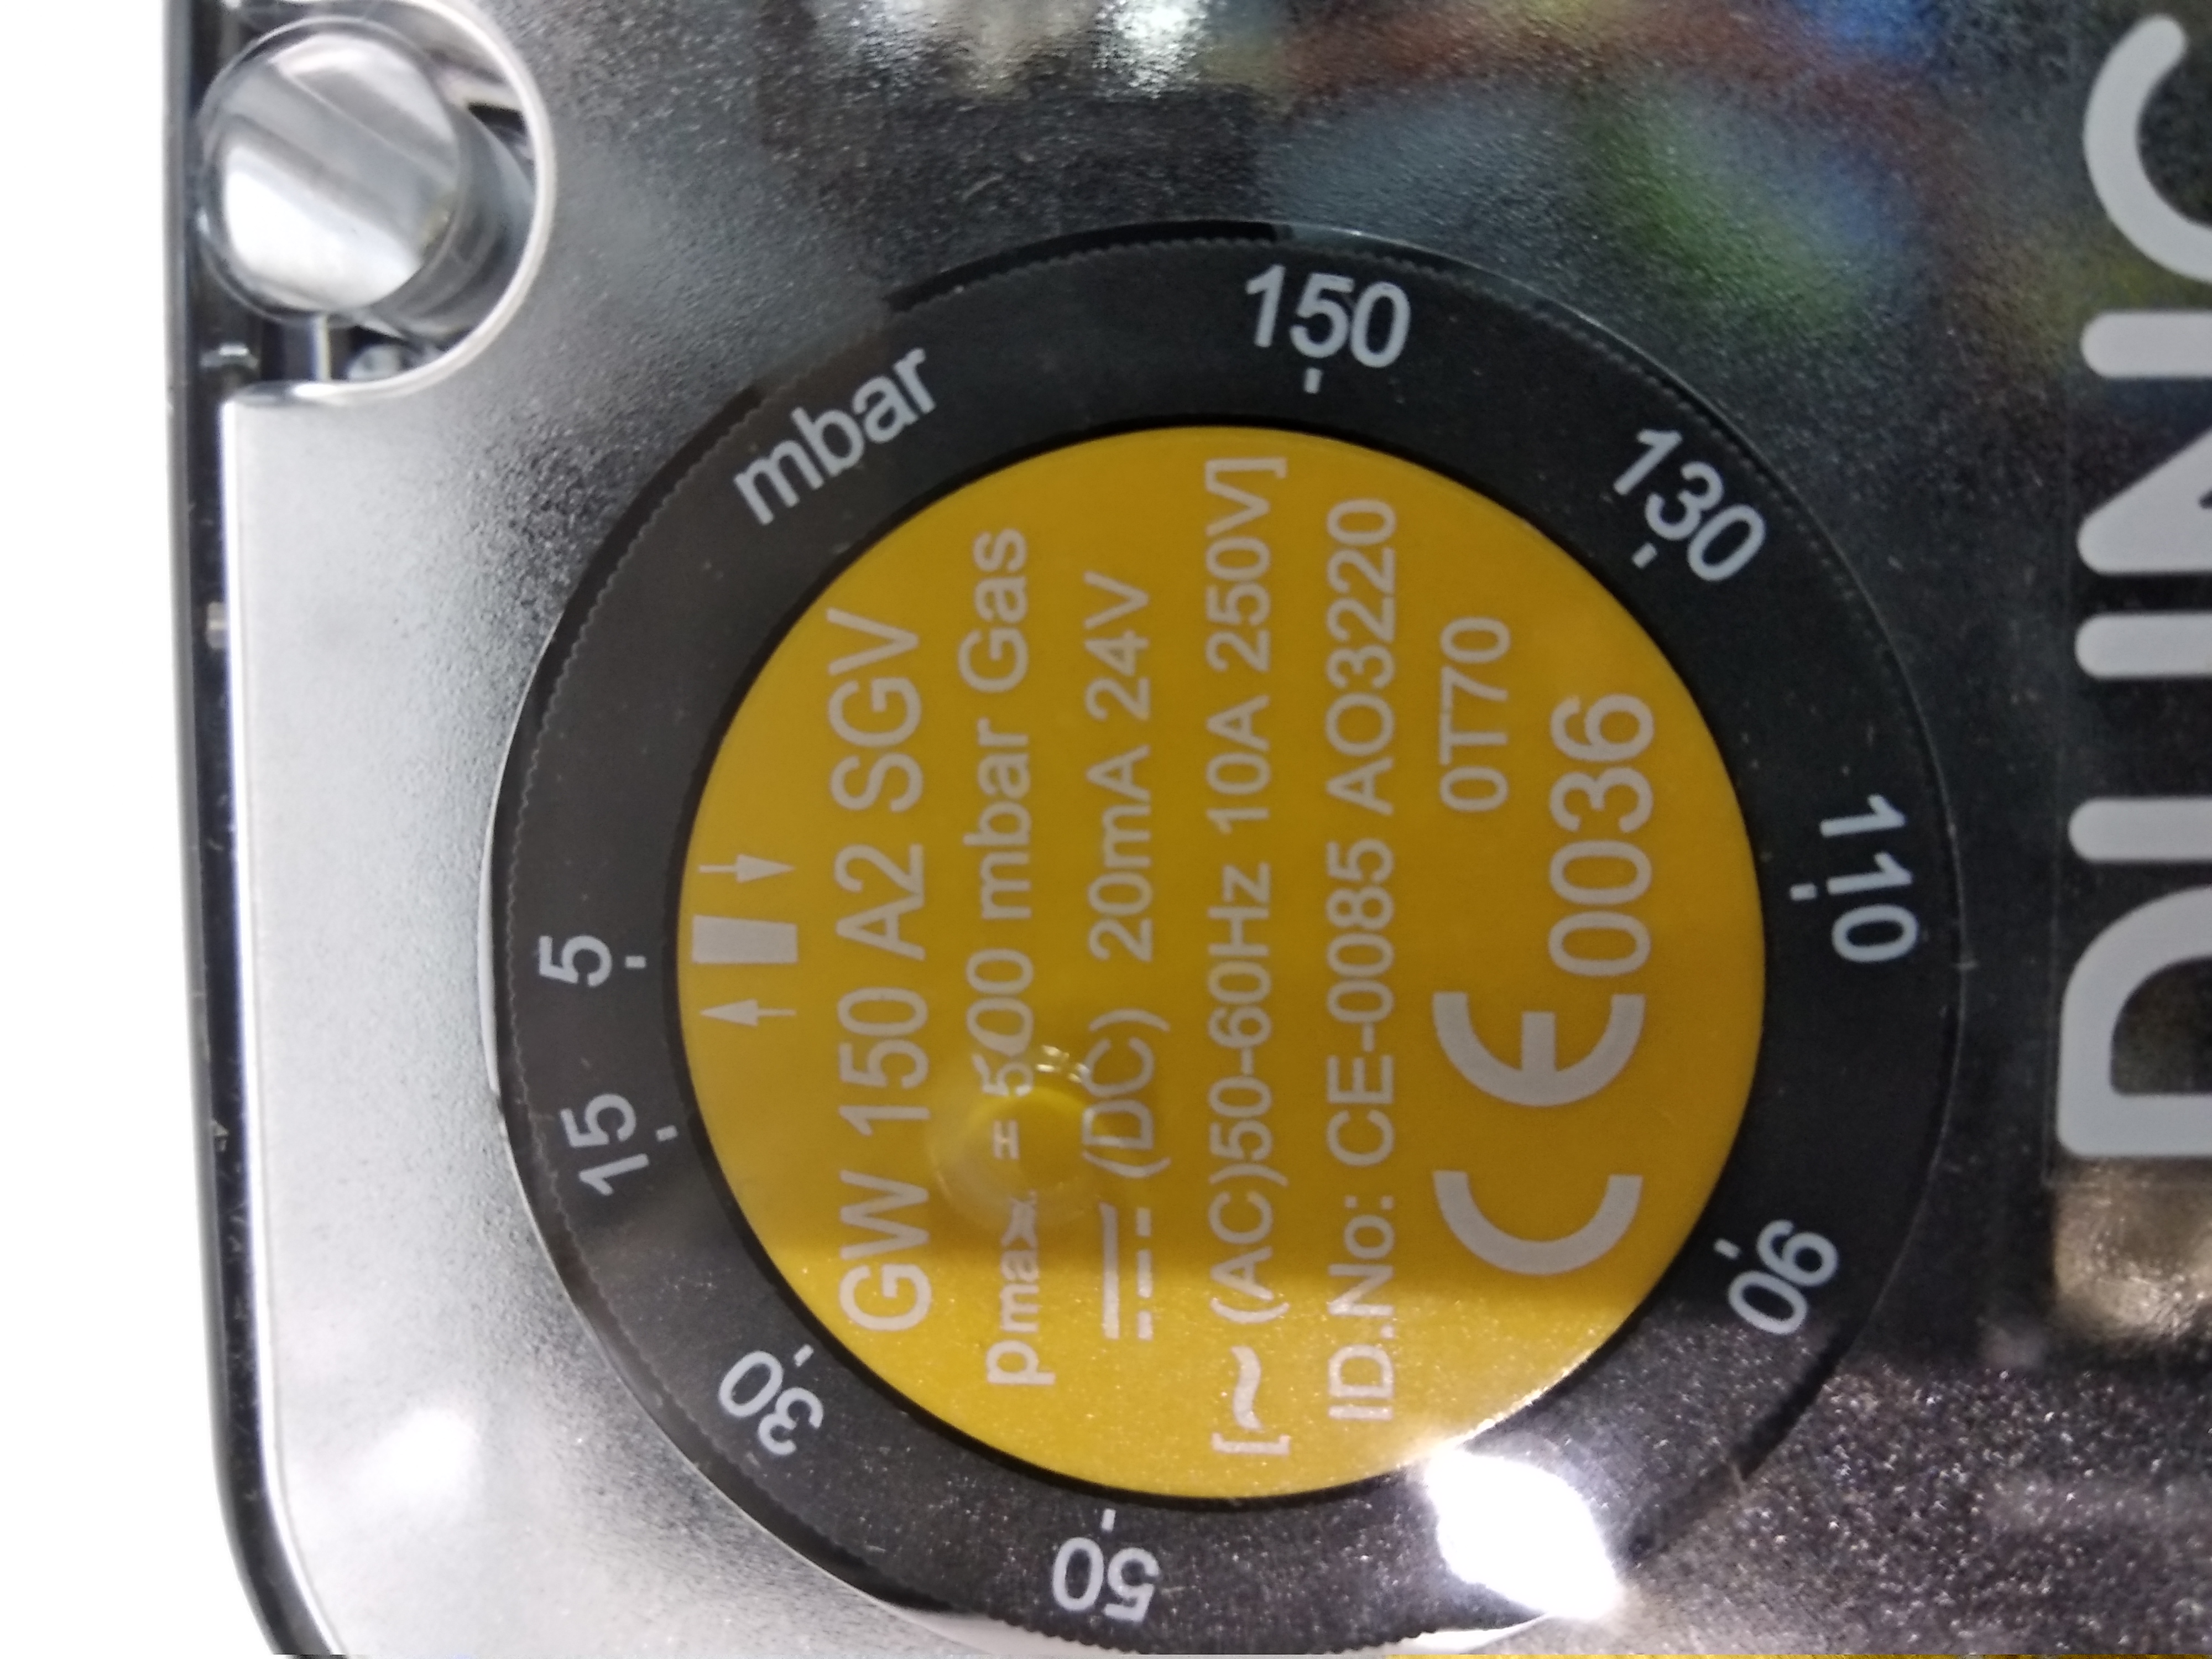 GW 150 A2 SGV
pmax = 500 mbar Gas
⎓ (DC) 20mA 24V
[~ (AC)50-60Hz 10A 250V]
ID.No: CE-0085 AO3220
0T70
CE0036
mbar
5
15
30
50
90
110
130
150